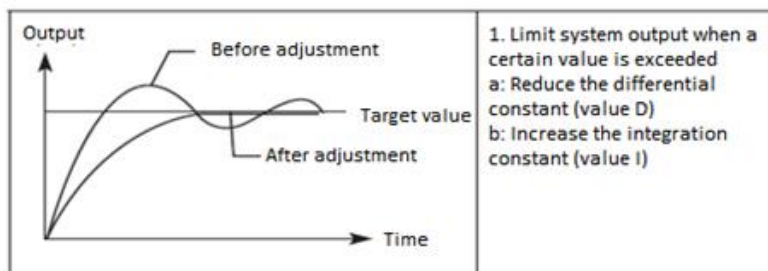 Output
Before adjustment
Target value
After adjustment
Time
1. Limit system output when a
certain value is exceeded
a: Reduce the differential
constant (value D)
b: Increase the integration
constant (value I)